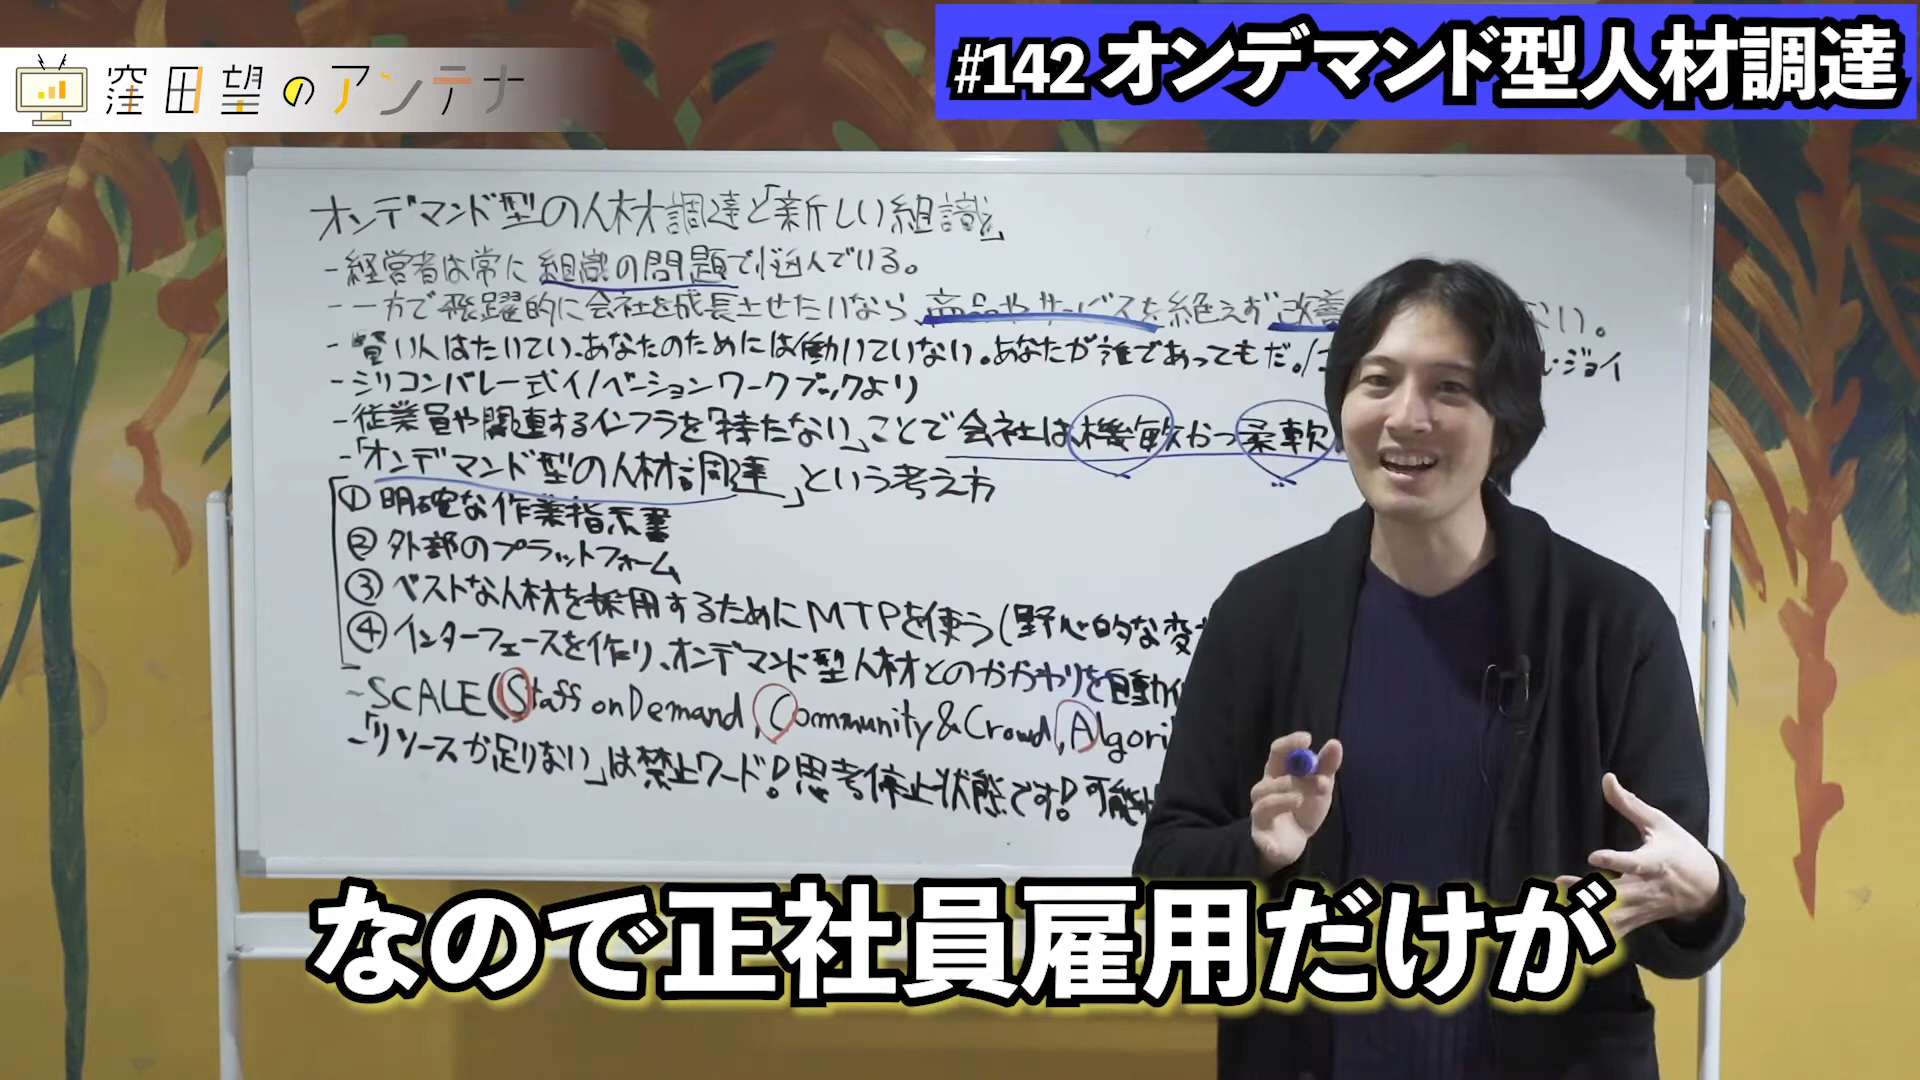 窪田望のアンテナ
#142 オンデマンド型人材調達
オンデマンド型の人材調達と「新しい組織」
- 経営者は常に組織の問題で悩んでいる。
- 一方で飛躍的に会社を成長させたいなら、商品やサービスを絶えず改善 ない。
- 賢い人はたいてい、あなたのためには働いていない。あなたが誰であってもだ。/ ル・ジョイ
- シリコンバレー式イノベーションワークブックより
- 従業員や関連するインフラを「持たない」ことで会社は機敏かつ柔軟
- 「オンデマンド型の人材調達」という考え方
① 明確な作業指示書
② 外部のプラットフォーム
③ ベストな人材を採用するためにMTPを使う(野心的な変
④ インターフェースを作り、オンデマンド型人材とのかかわりを自動化
- SCALE(Staff on Demand, Community & Crowd, Algori
- 「リソースが足りない」は禁止ワード!思考停止状態です!可能
なので正社員雇用だけが